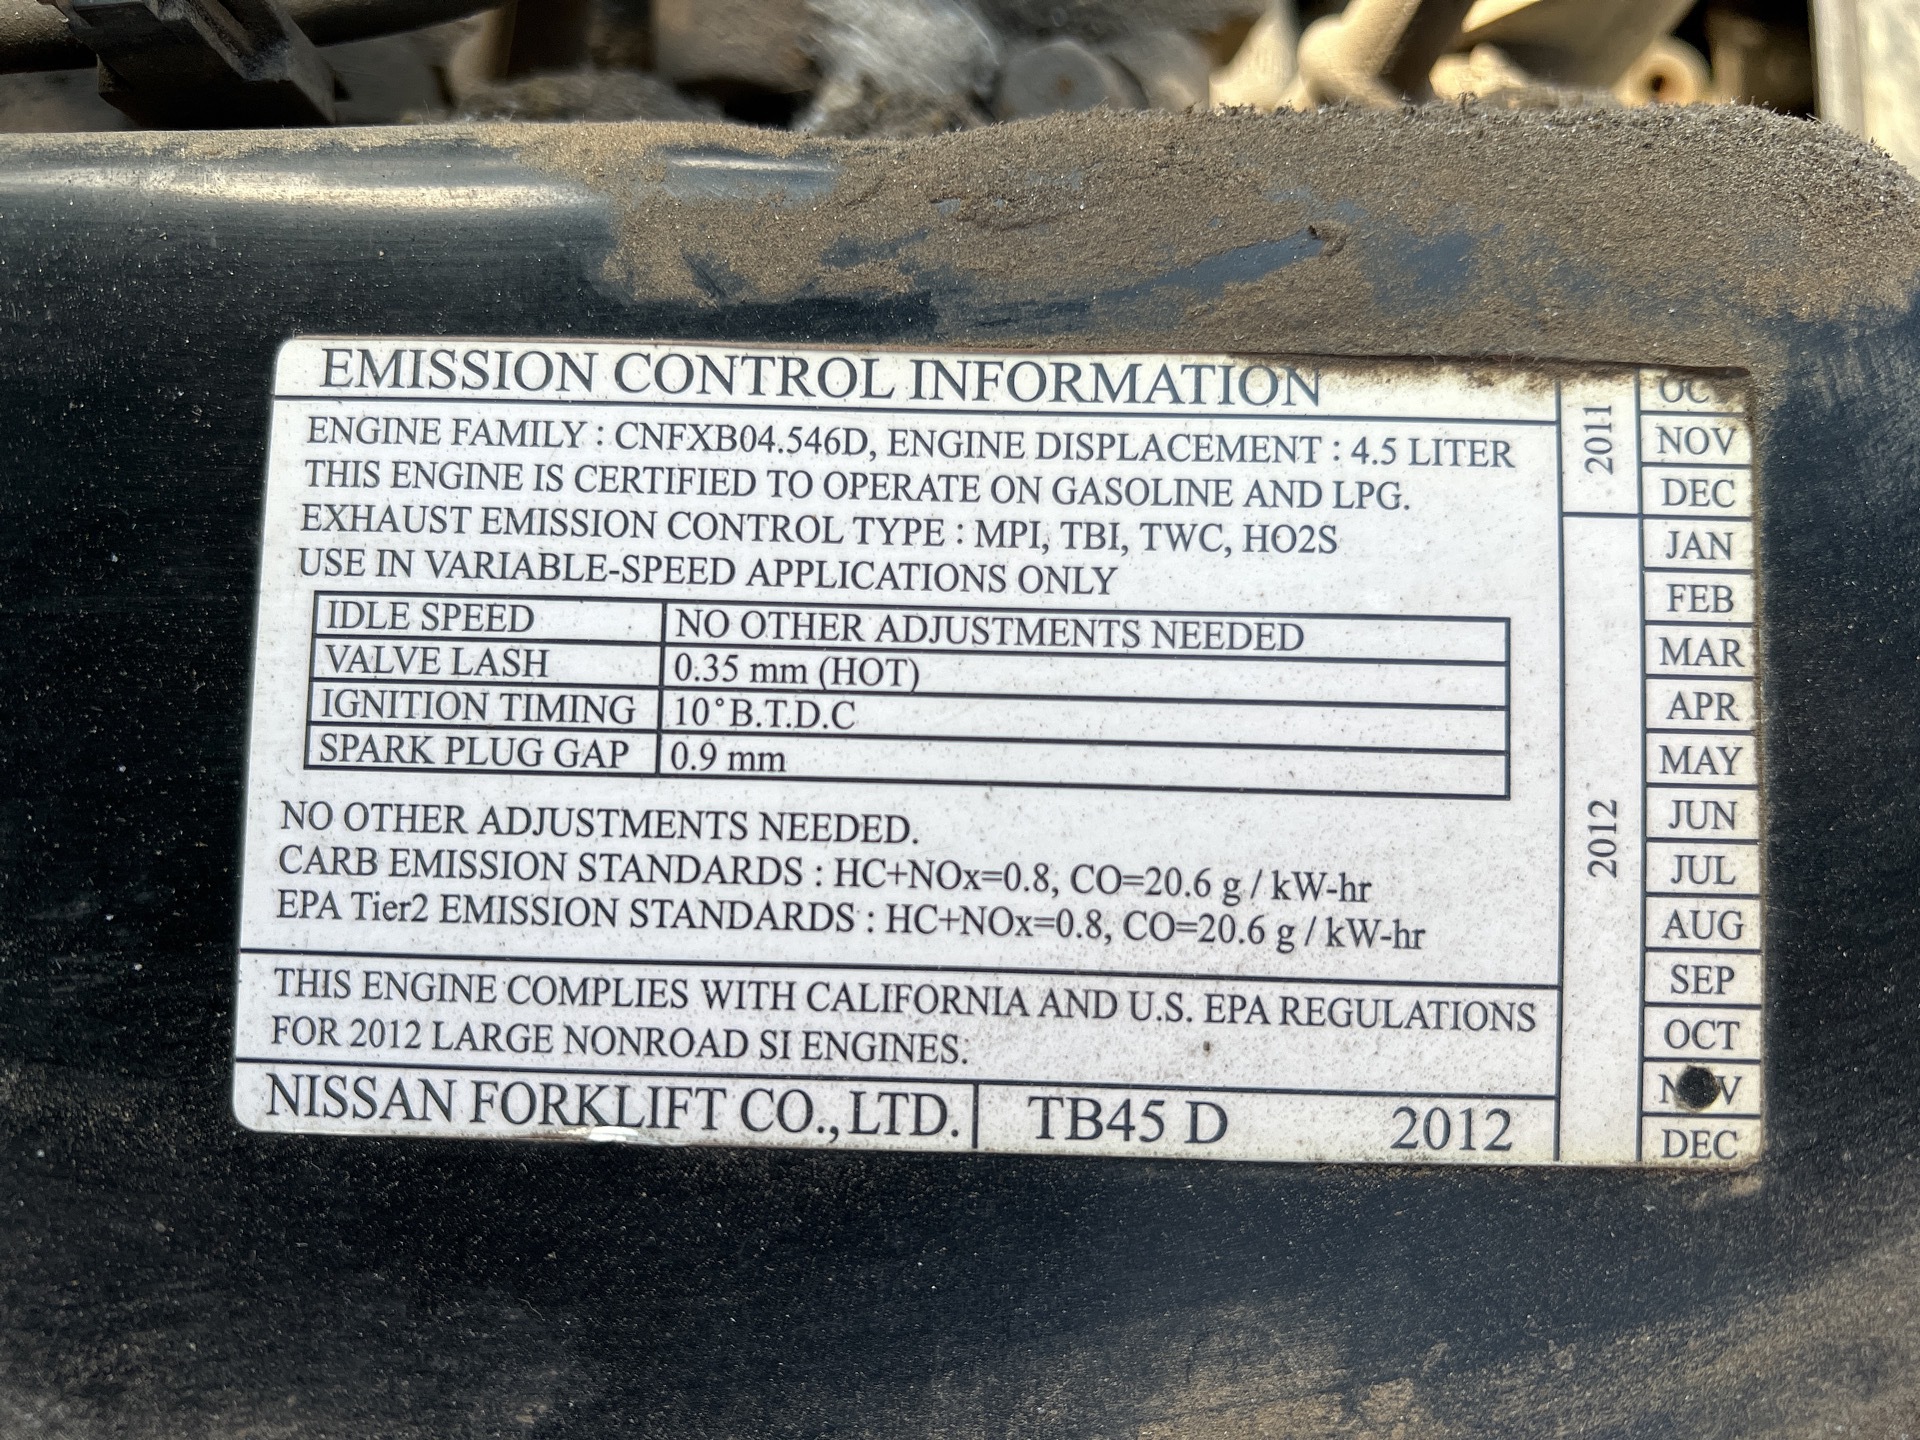 EMISSION CONTROL INFORMATION
ENGINE FAMILY : CNFXB04.546D, ENGINE DISPLACEMENT : 4.5 LITER
THIS ENGINE IS CERTIFIED TO OPERATE ON GASOLINE AND LPG.
EXHAUST EMISSION CONTROL TYPE : MPI, TBI, TWC, HO2S
USE IN VARIABLE-SPEED APPLICATIONS ONLY
IDLE SPEED NO OTHER ADJUSTMENTS NEEDED
VALVE LASH 0.35 mm (HOT)
IGNITION TIMING 10° B.T.D.C
SPARK PLUG GAP 0.9 mm
NO OTHER ADJUSTMENTS NEEDED.
CARB EMISSION STANDARDS : HC+NOx=0.8, CO=20.6 g / kW-hr
EPA Tier2 EMISSION STANDARDS : HC+NOx=0.8, CO=20.6 g / kW-hr
THIS ENGINE COMPLIES WITH CALIFORNIA AND U.S. EPA REGULATIONS
FOR 2012 LARGE NONROAD SI ENGINES.
NISSAN FORKLIFT CO., LTD. TB45 D 2012
2011
OCT
NOV
DEC
2012
JAN
FEB
MAR
APR
MAY
JUN
JUL
AUG
SEP
OCT
NOV
DEC